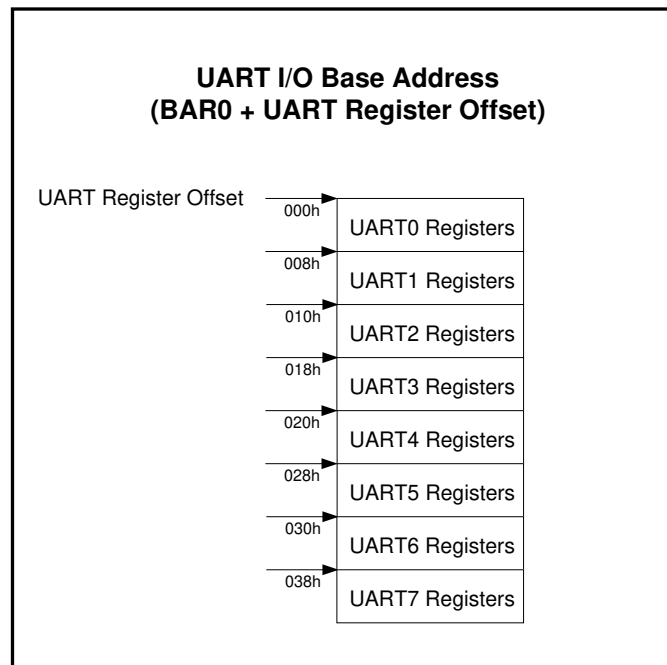 UART I/O Base Address
(BAR0 + UART Register Offset)
UART Register Offset
000h
UART0 Registers
008h
UART1 Registers
010h
UART2 Registers
018h
UART3 Registers
020h
UART4 Registers
028h
UART5 Registers
030h
UART6 Registers
038h
UART7 Registers